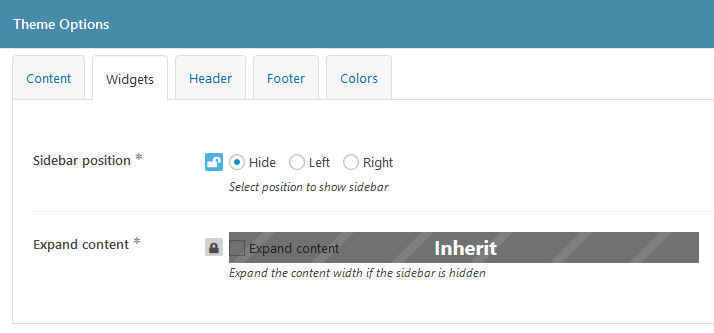 Theme Options
Content Widgets Header Footer Colors
Sidebar position * Hide Left Right
Select position to show sidebar
Expand content * Expand content Inherit
Expand the content width if the sidebar is hidden